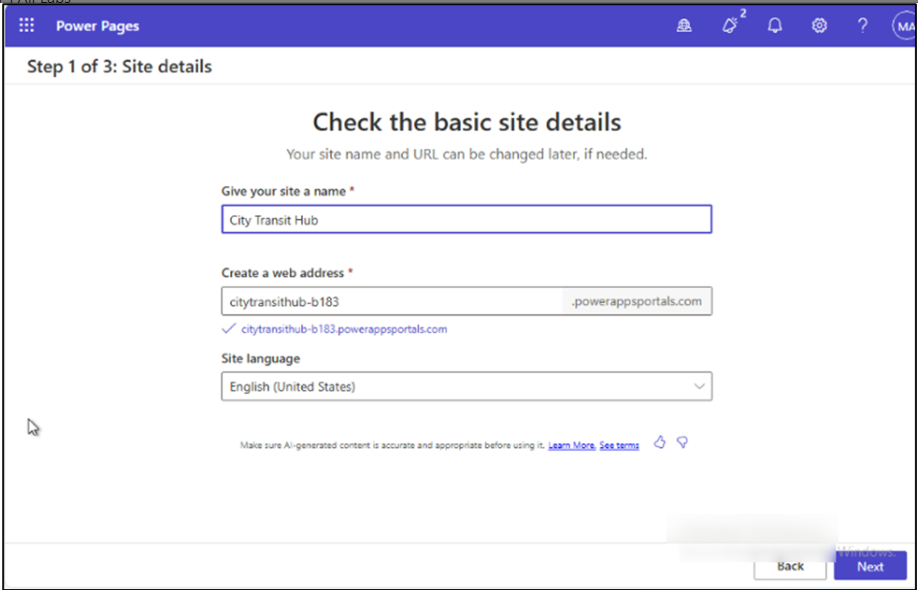 Power Pages
2
MA
Step 1 of 3: Site details
Check the basic site details
Your site name and URL can be changed later, if needed.
Give your site a name *
City Transit Hub
Create a web address *
citytransithub-b183 .powerappsportals.com
citytransithub-b183.powerappsportals.com
Site language
English (United States)
Make sure AI-generated content is accurate and appropriate before using it. Learn More. See terms
Windows.
Back Next